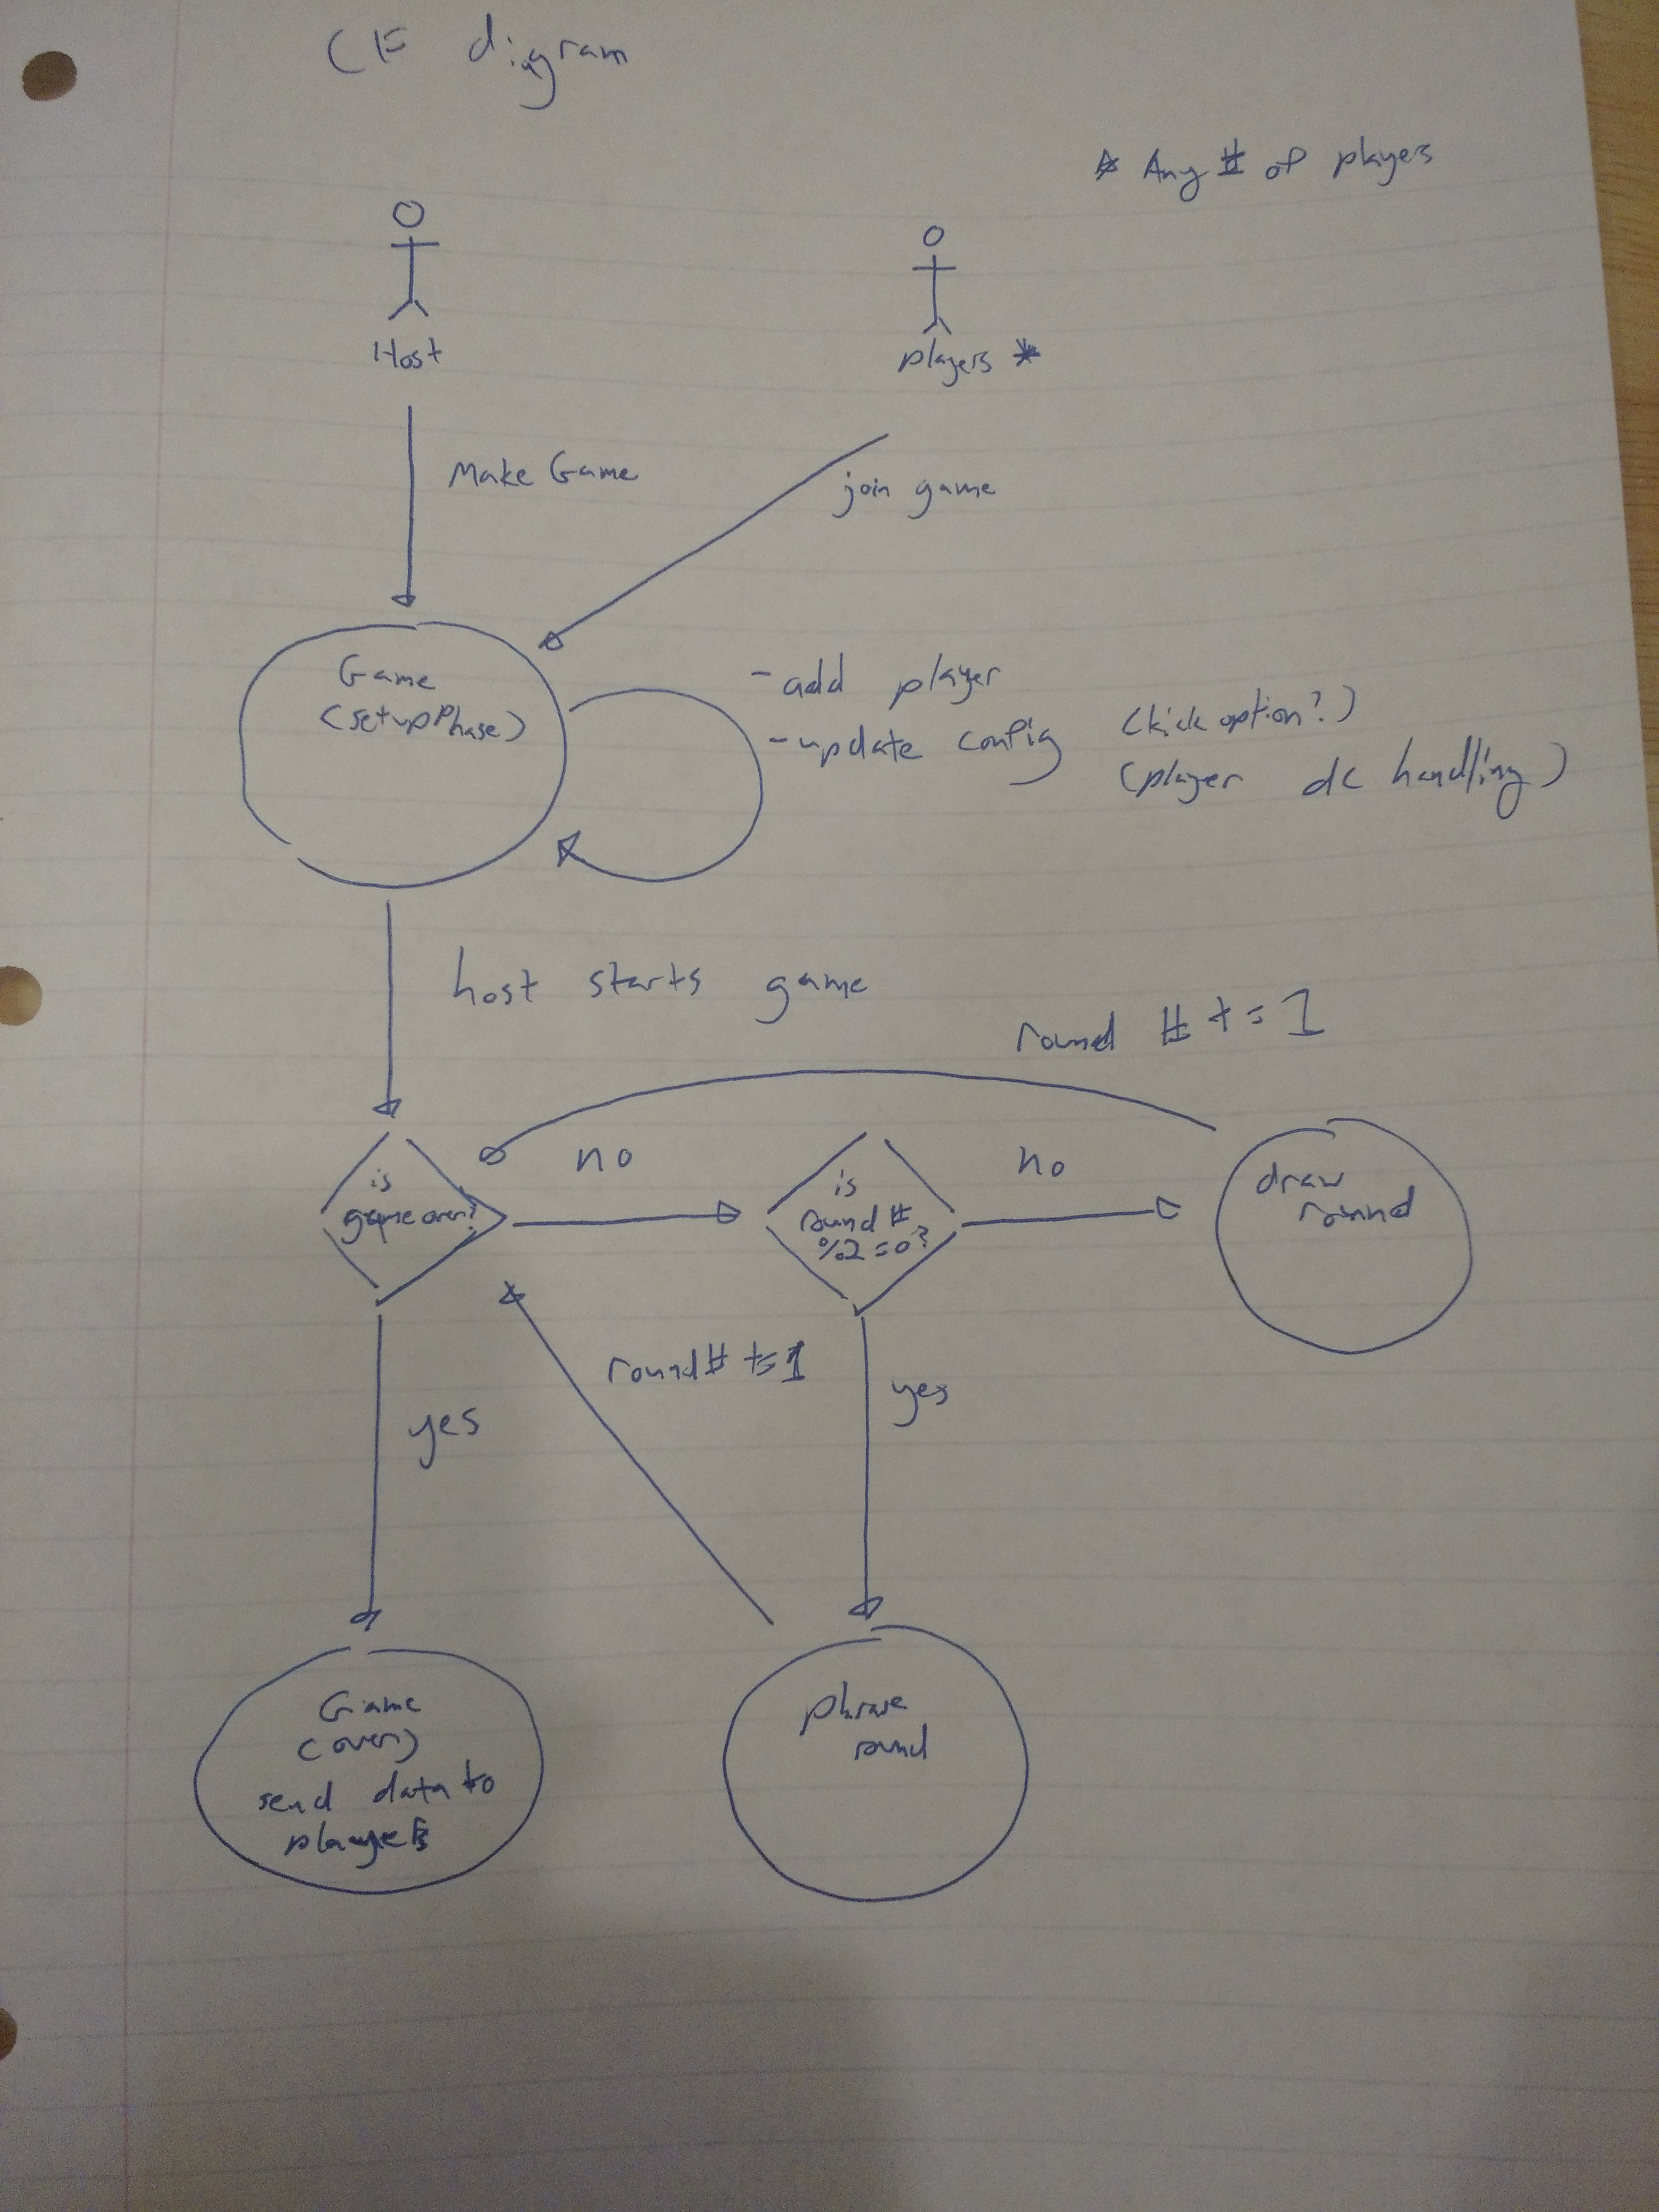 CF diagram
* Any # of players
Host
players *
Make Game
join game
Game
(setupPhase)
- add player
- update config
(kick option?)
(player dc handling)
host starts game
round # += 1
is
game over?
no
is
round #
%2 = 0?
no
draw
round
round # += 1
yes
yes
Game
(over)
send data to
players
phrase
round